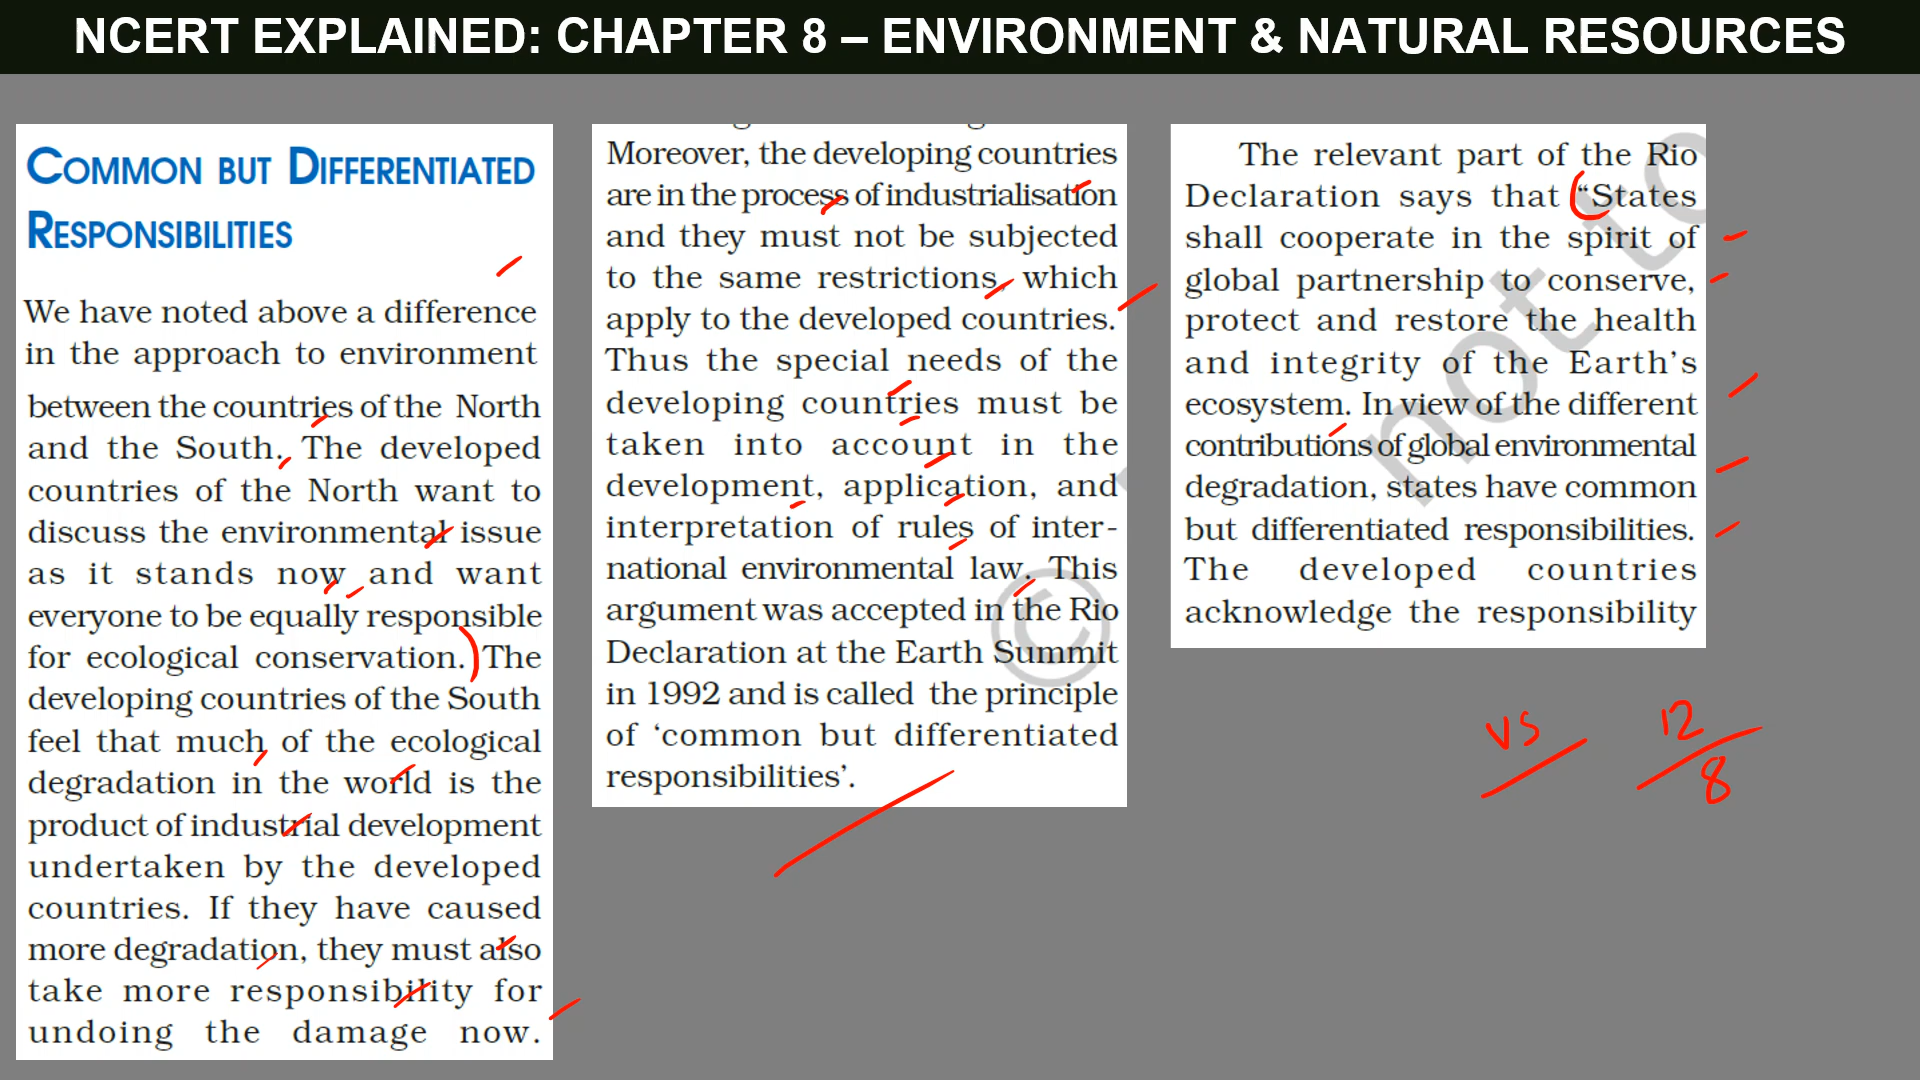 NCERT EXPLAINED: CHAPTER 8 – ENVIRONMENT & NATURAL RESOURCES
COMMON BUT DIFFERENTIATED
RESPONSIBILITIES
We have noted above a difference
in the approach to environment
between the countries of the North
and the South. The developed
countries of the North want to
discuss the environmental issue
as it stands now and want
everyone to be equally responsible
for ecological conservation. The
developing countries of the South
feel that much of the ecological
degradation in the world is the
product of industrial development
undertaken by the developed
countries. If they have caused
more degradation, they must also
take more responsibility for
undoing the damage now.
Moreover, the developing countries
are in the process of industrialisation
and they must not be subjected
to the same restrictions, which
apply to the developed countries.
Thus the special needs of the
developing countries must be
taken into account in the
development, application, and
interpretation of rules of inter-
national environmental law. This
argument was accepted in the Rio
Declaration at the Earth Summit
in 1992 and is called the principle
of ‘common but differentiated
responsibilities’.
The relevant part of the Rio
Declaration says that “States
shall cooperate in the spirit of
global partnership to conserve,
protect and restore the health
and integrity of the Earth’s
ecosystem. In view of the different
contributions of global environmental
degradation, states have common
but differentiated responsibilities.
The developed countries
acknowledge the responsibility
©
not to
VS
12
8